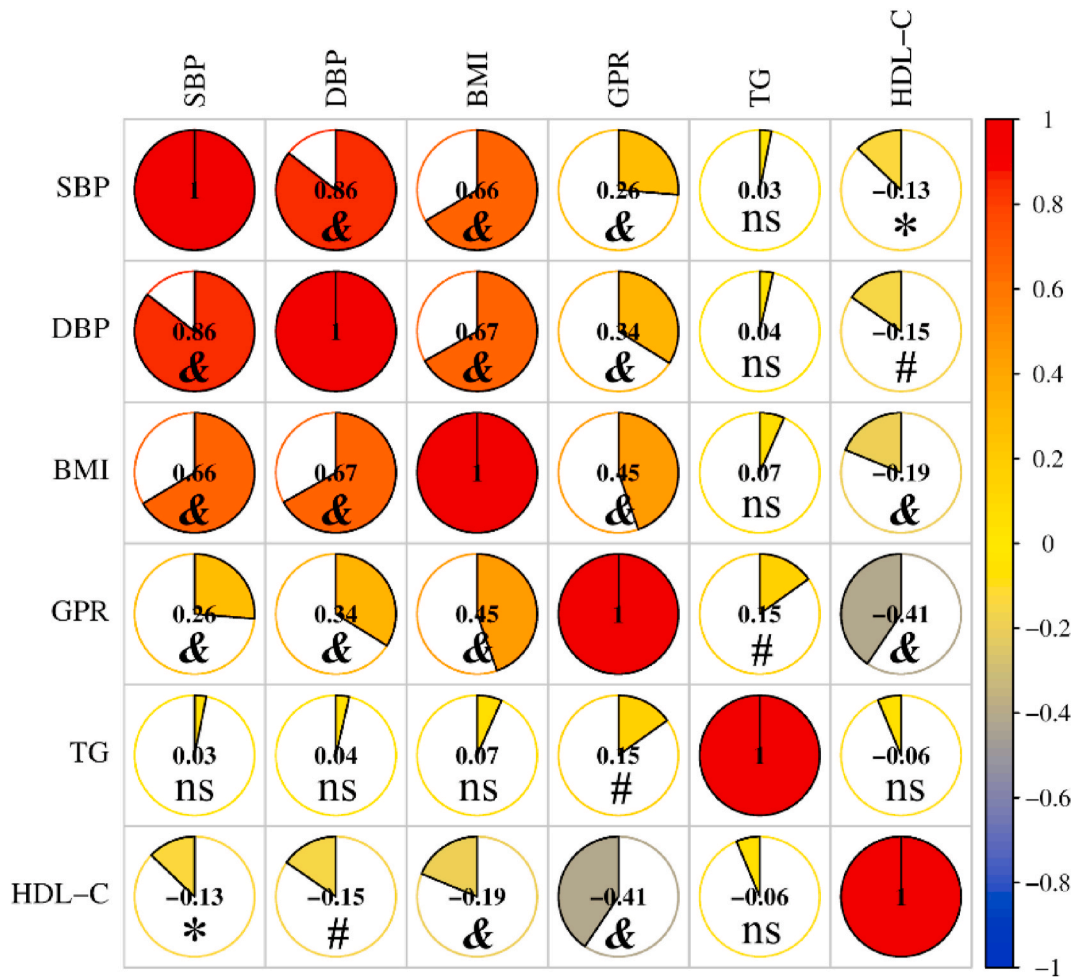 SBP DBP BMI GPR TG HDL−C
SBP 1 0.86 0.66 0.26 0.03 −0.13
& & & ns *
DBP 0.86 1 0.67 0.34 0.04 −0.15
& & & ns #
BMI 0.66 0.67 1 0.45 0.07 −0.19
& & & ns &
GPR 0.26 0.34 0.45 1 0.15 −0.41
& & & # &
TG 0.03 0.04 0.07 0.15 1 −0.06
ns ns ns # ns
HDL−C −0.13 −0.15 −0.19 −0.41 −0.06 1
* # & & ns
1
0.8
0.6
0.4
0.2
0
−0.2
−0.4
−0.6
−0.8
−1